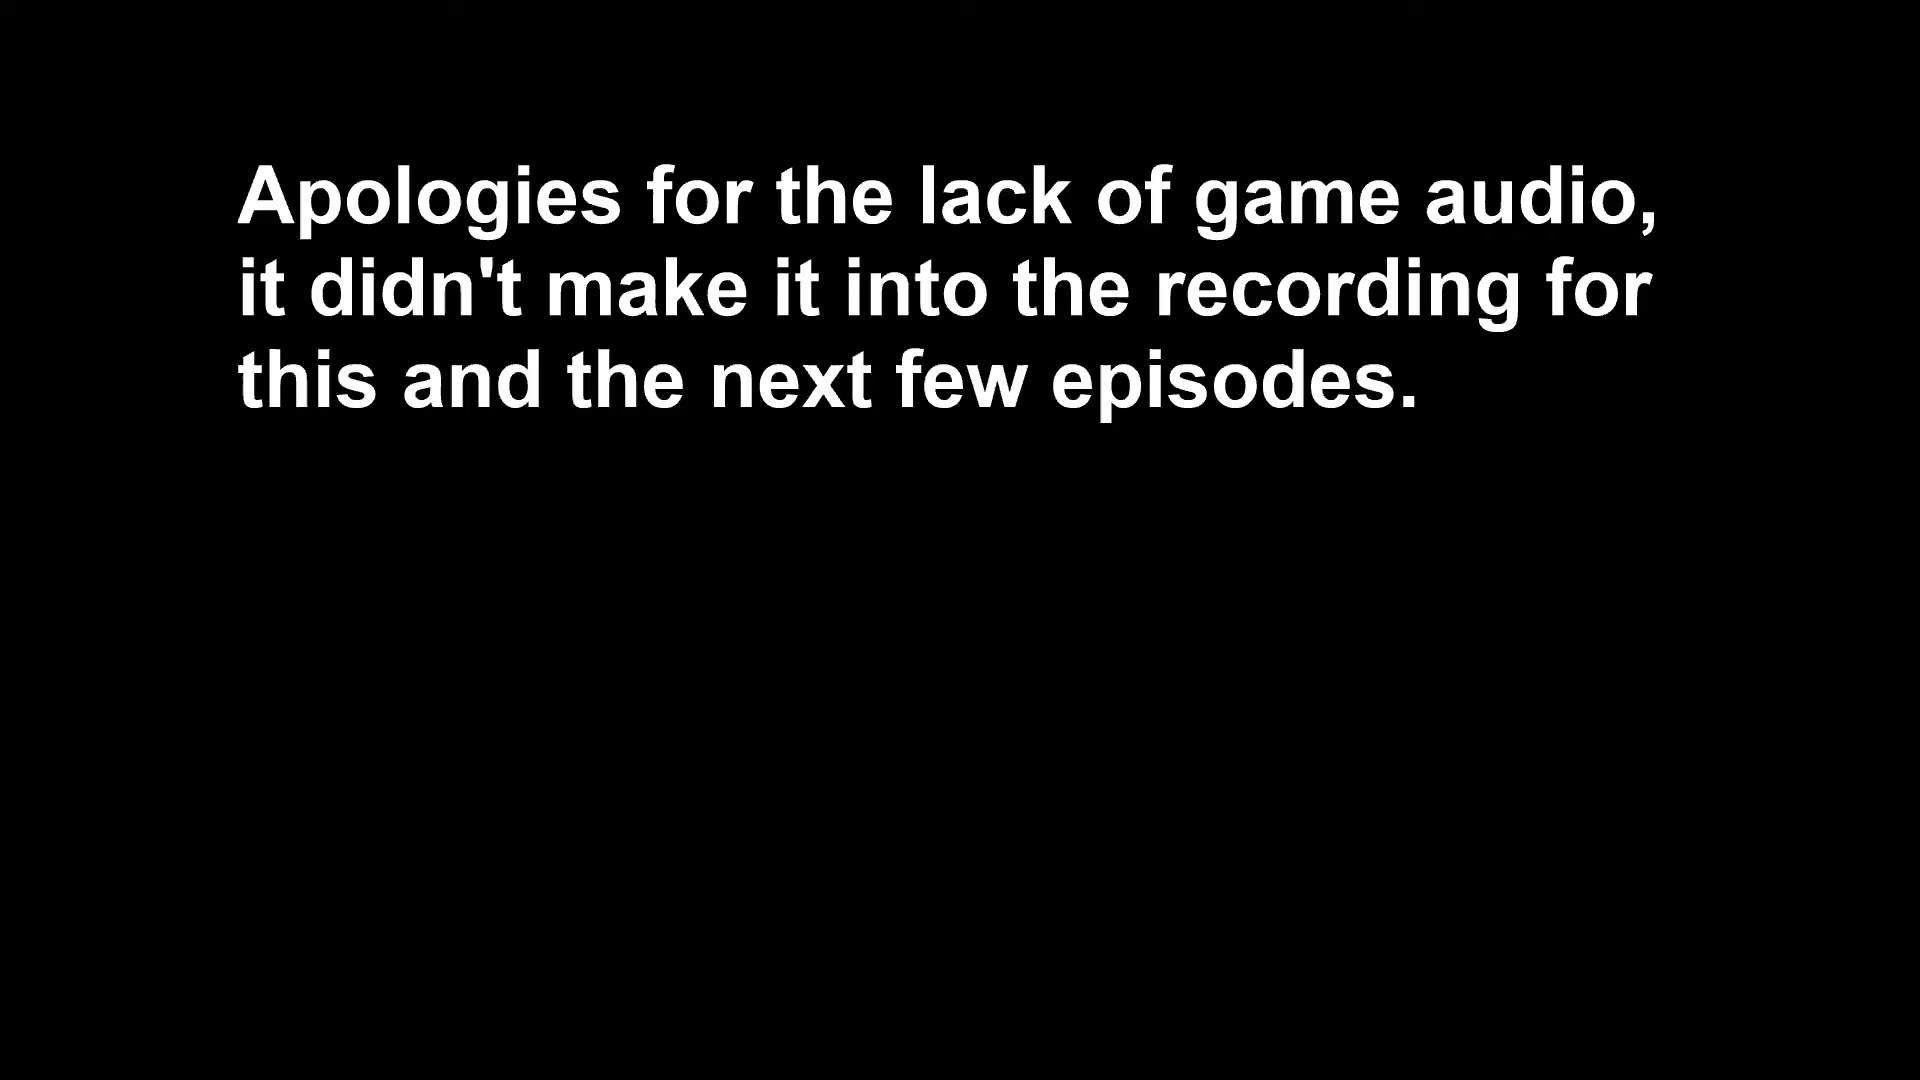 Apologies for the lack of game audio,
it didn't make it into the recording for
this and the next few episodes.